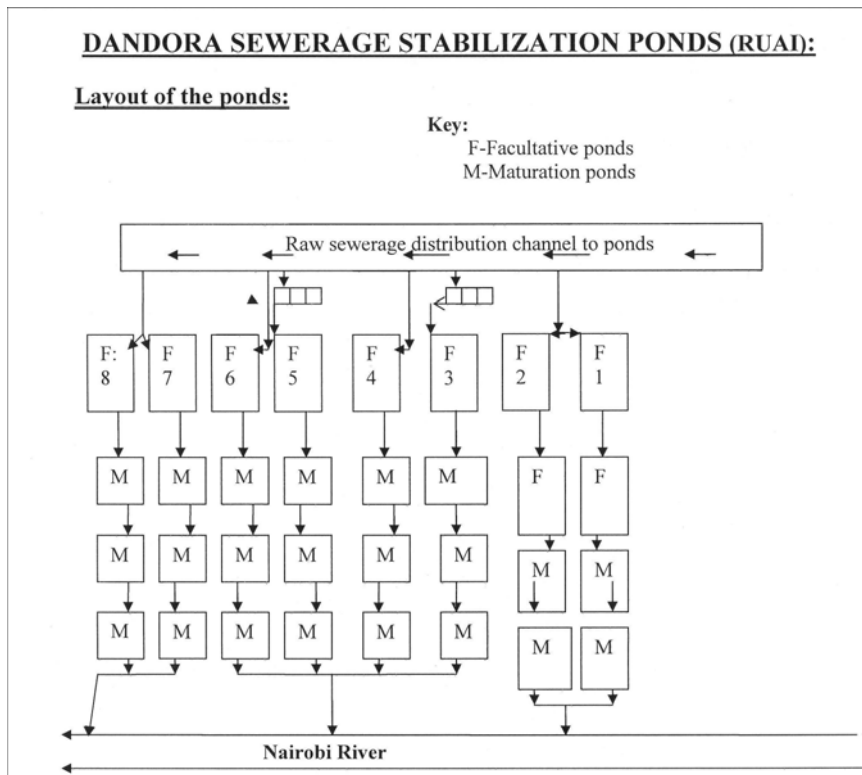 DANDORA SEWERAGE STABILIZATION PONDS (RUAI):
Layout of the ponds:
Key:
F-Facultative ponds
M-Maturation ponds
Raw sewerage distribution channel to ponds
F: F F F F F F F
8 7 6 5 4 3 2 1
M M M M M M F F
M M M M M M M M
M M M M M M M M
Nairobi River